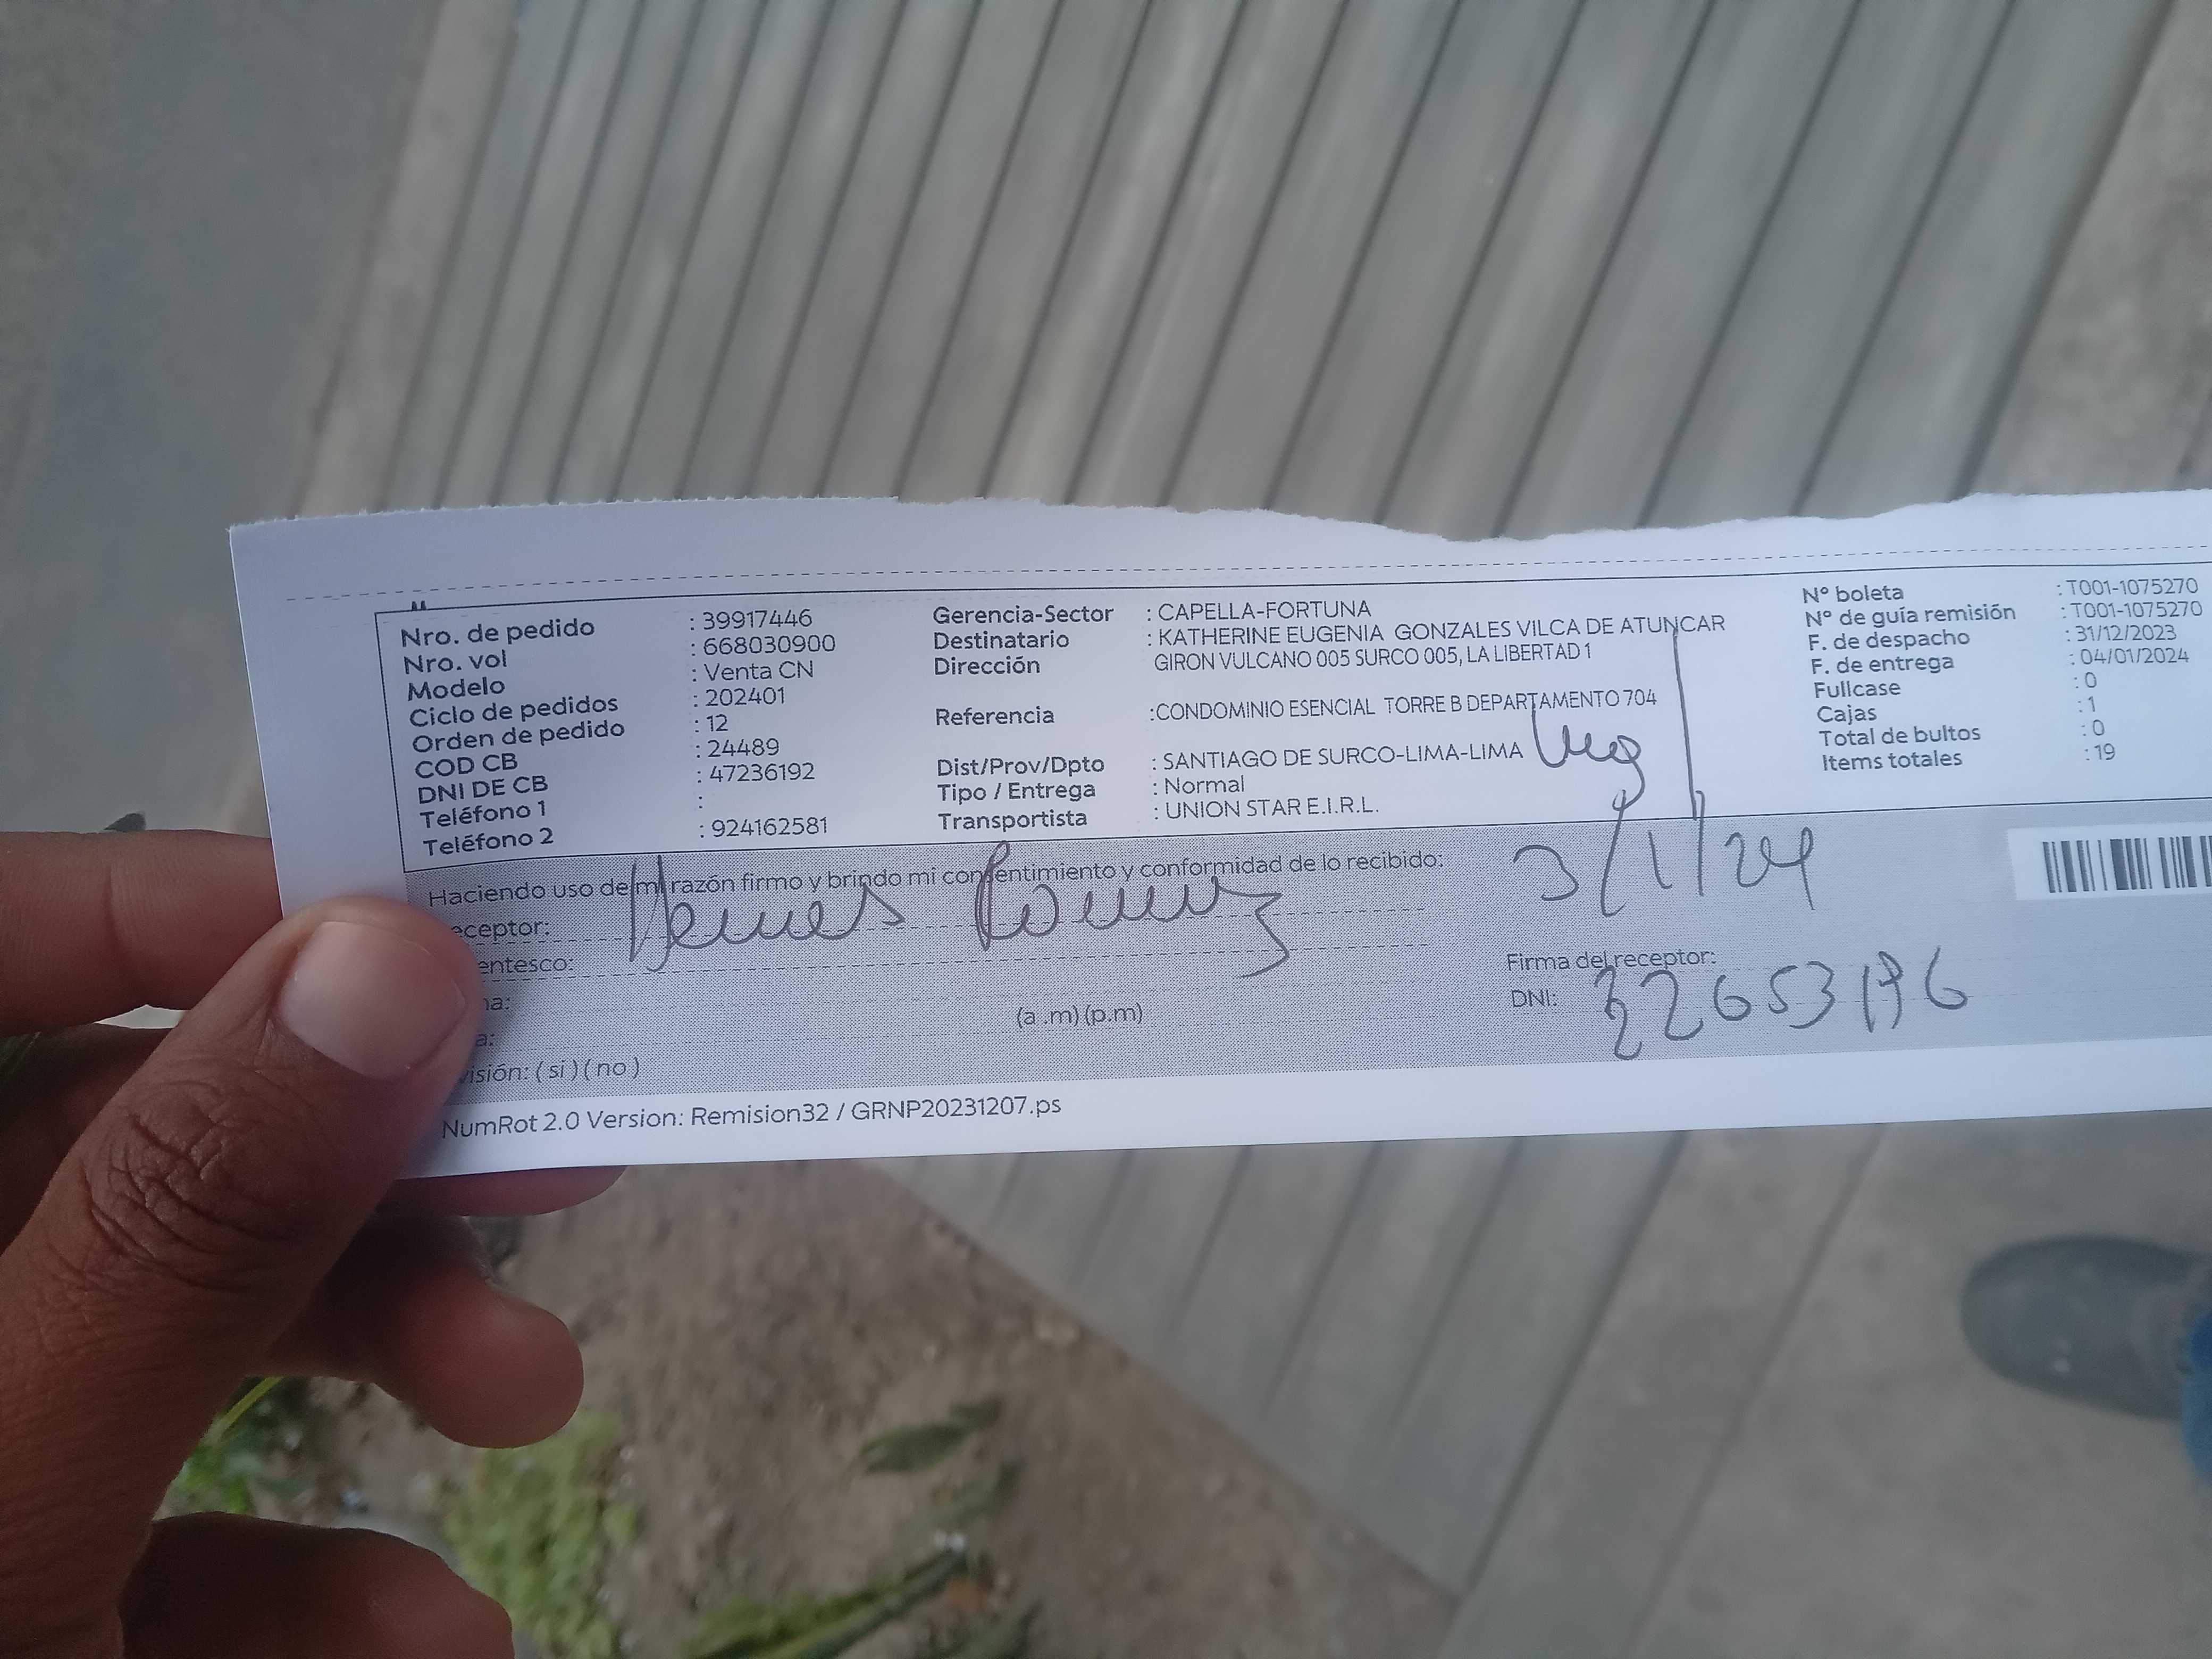 Nro. de pedido : 39917446
Nro. vol : 668030900
Modelo : Venta CN
Ciclo de pedidos : 202401
Orden de pedido : 12
COD CB : 24489
DNI DE CB : 47236192
Teléfono 1 :
Teléfono 2 : 924162581
Gerencia-Sector : CAPELLA-FORTUNA
Destinatario : KATHERINE EUGENIA GONZALES VILCA DE ATUNCAR
Dirección GIRON VULCANO 005 SURCO 005, LA LIBERTAD 1
Referencia :CONDOMINIO ESENCIAL TORRE B DEPARTAMENTO 704
Dist/Prov/Dpto : SANTIAGO DE SURCO-LIMA-LIMA
Tipo / Entrega : Normal
Transportista : UNION STAR E.I.R.L.
N° boleta : T001-1075270
N° de guía remisión : T001-1075270
F. de despacho : 31/12/2023
F. de entrega : 04/01/2024
Fullcase : 0
Cajas : 1
Total de bultos : 0
Items totales : 19
Haciendo uso de mi razón firmo y brindo mi consentimiento y conformidad de lo recibido:
3/1/24
eceptor:
entesco:
na:
a:
(a .m) (p.m)
Firma del receptor:
DNI:
visión: ( si ) ( no )
NumRot 2.0 Version: Remision32 / GRNP20231207.ps